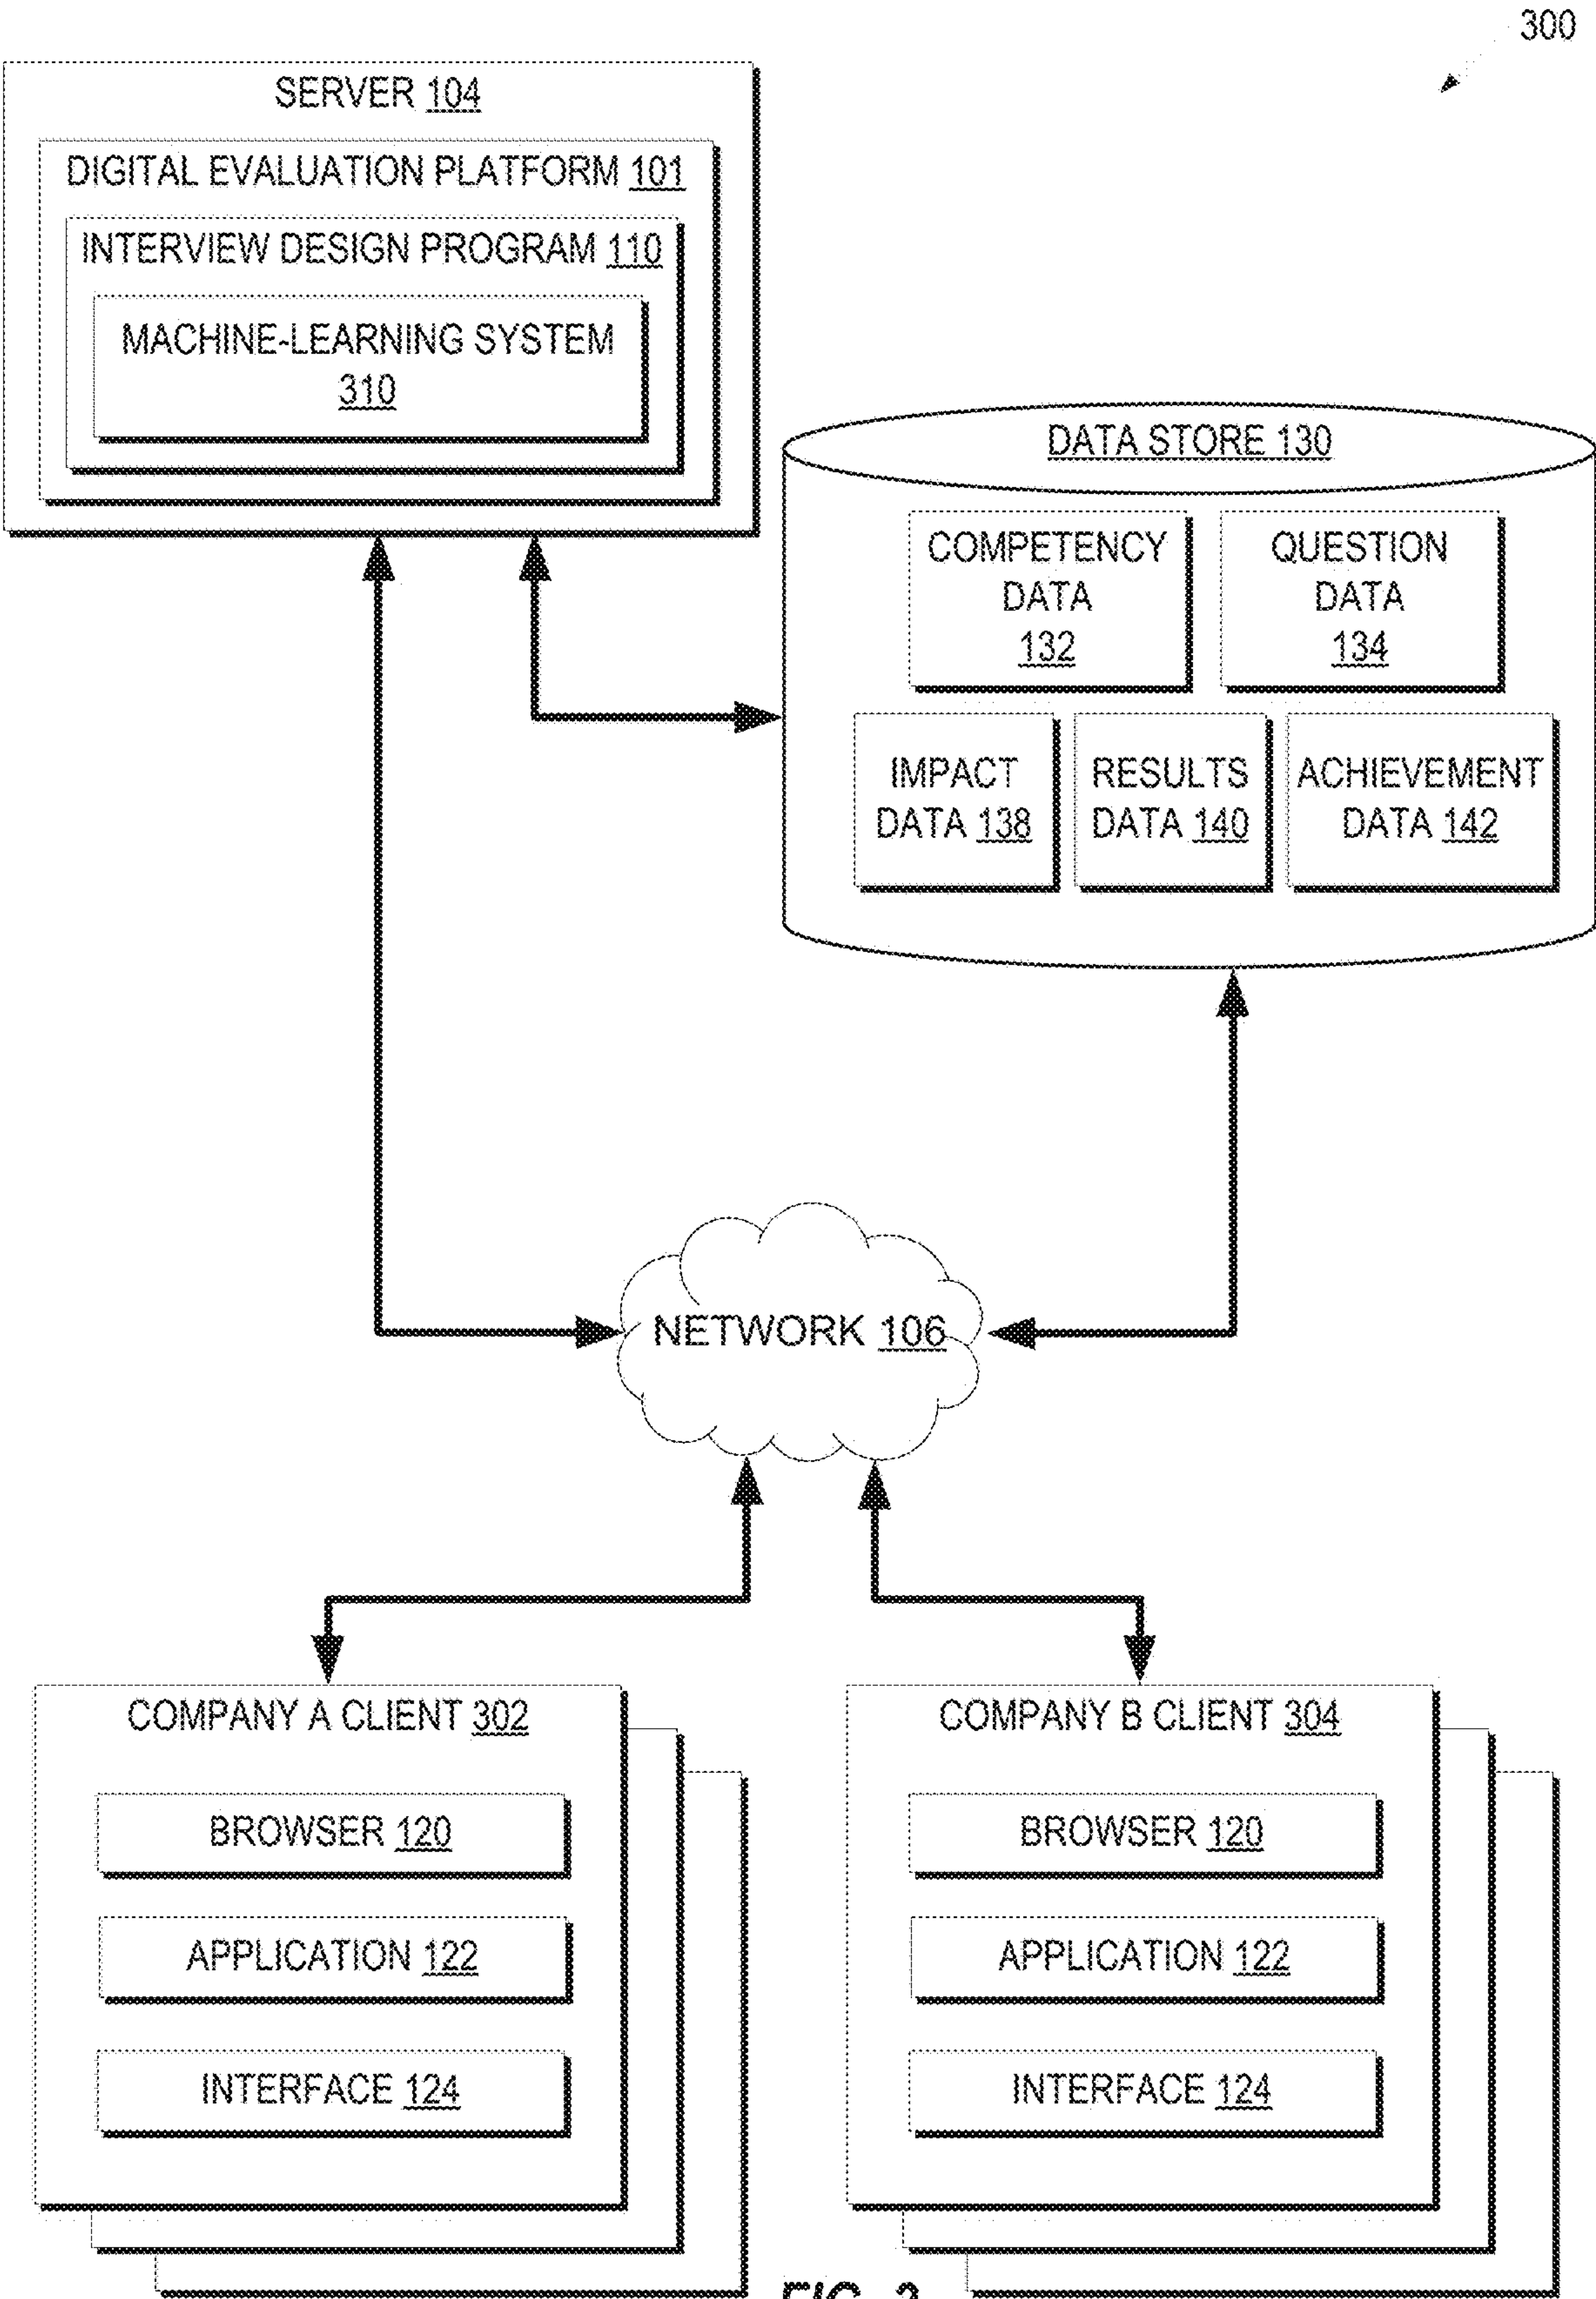 300
SERVER 104
DIGITAL EVALUATION PLATFORM 101
INTERVIEW DESIGN PROGRAM 110
MACHINE-LEARNING SYSTEM
310
DATA STORE 130
COMPETENCY
DATA
132
QUESTION
DATA
134
IMPACT
DATA 138
RESULTS
DATA 140
ACHIEVEMENT
DATA 142
NETWORK 106
COMPANY A CLIENT 302
BROWSER 120
APPLICATION 122
INTERFACE 124
COMPANY B CLIENT 304
BROWSER 120
APPLICATION 122
INTERFACE 124
FIG. 3